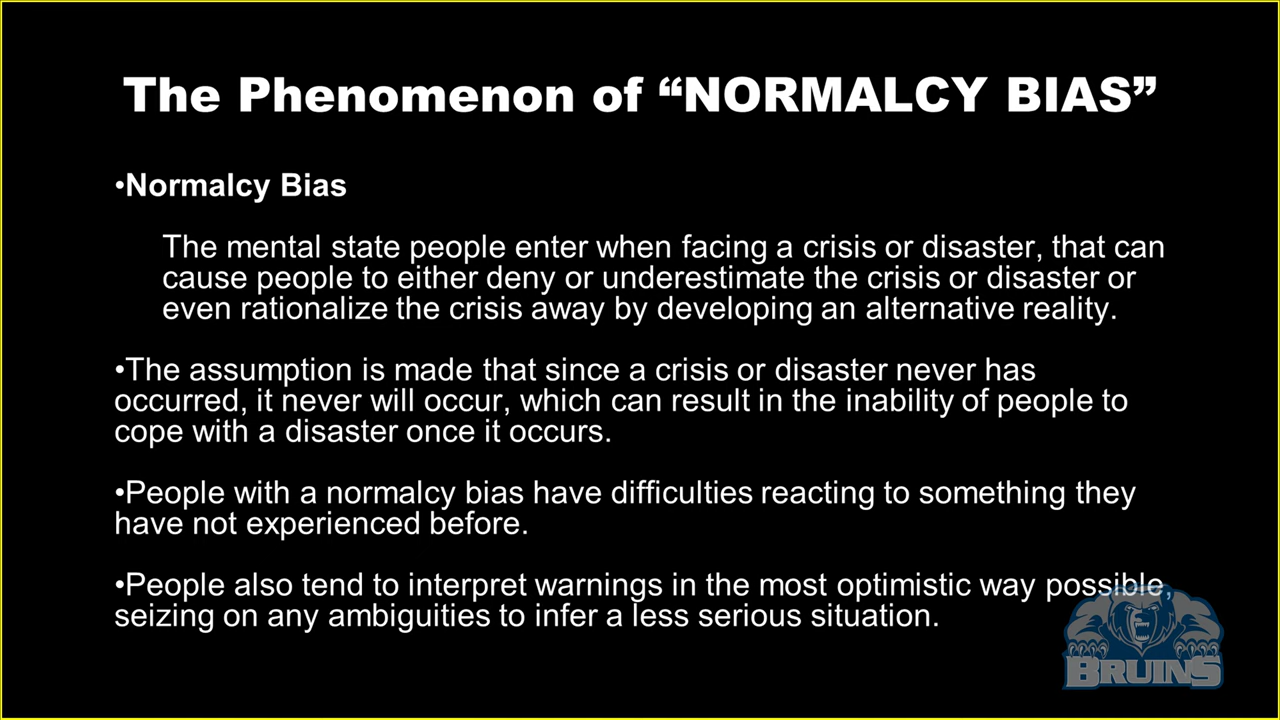 The Phenomenon of “NORMALCY BIAS”
•Normalcy Bias
The mental state people enter when facing a crisis or disaster, that can
cause people to either deny or underestimate the crisis or disaster or
even rationalize the crisis away by developing an alternative reality.
•The assumption is made that since a crisis or disaster never has
occurred, it never will occur, which can result in the inability of people to
cope with a disaster once it occurs.
•People with a normalcy bias have difficulties reacting to something they
have not experienced before.
•People also tend to interpret warnings in the most optimistic way possible,
seizing on any ambiguities to infer a less serious situation.
BRUINS